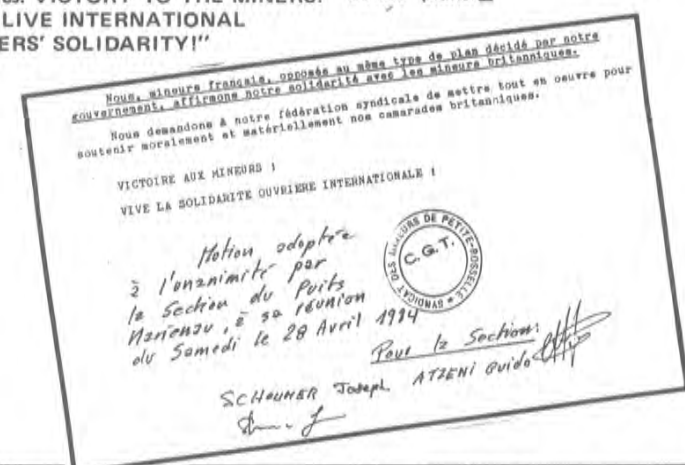 VICTORY TO THE MINERS!
LIVE INTERNATIONAL
ERS' SOLIDARITY!"
Nous, mineurs français, opposés au même type de plan décidé par notre
gouvernement, affirmons notre solidarité avec les mineurs britanniques.
Nous demandons à notre fédération syndicale de mettre tout en oeuvre pour
soutenir moralement et matériellement nos camarades britanniques.
VICTOIRE AUX MINEURS !
VIVE LA SOLIDARITE OUVRIERE INTERNATIONALE !
Motion adoptée
à l'unanimité par
la Section du Puits
Marienau, à sa réunion
du Samedi le 28 Avril 1984
SYNDICAT DES MINEURS DE PETITE-ROSSELLE
C.G.T.
Pour la Section:
SCHOUMER Joseph ATZENI Guido